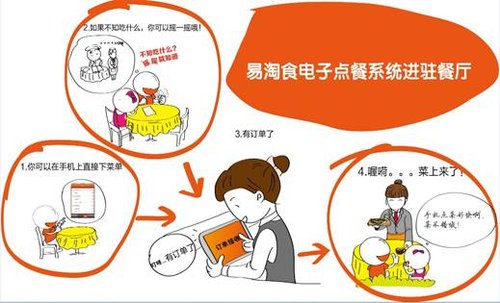 2.如果不知吃什么，你可以摇一摇哦！
不知吃什么？
摇一摇就知道
易淘食电子点餐系统进驻餐厅
3.有订单了
1.你可以在手机上直接下菜单
4.喔唷。。。菜上来了！
手机点菜好快啊，
菜不错哦！
订单接收
叮咚..有订单了